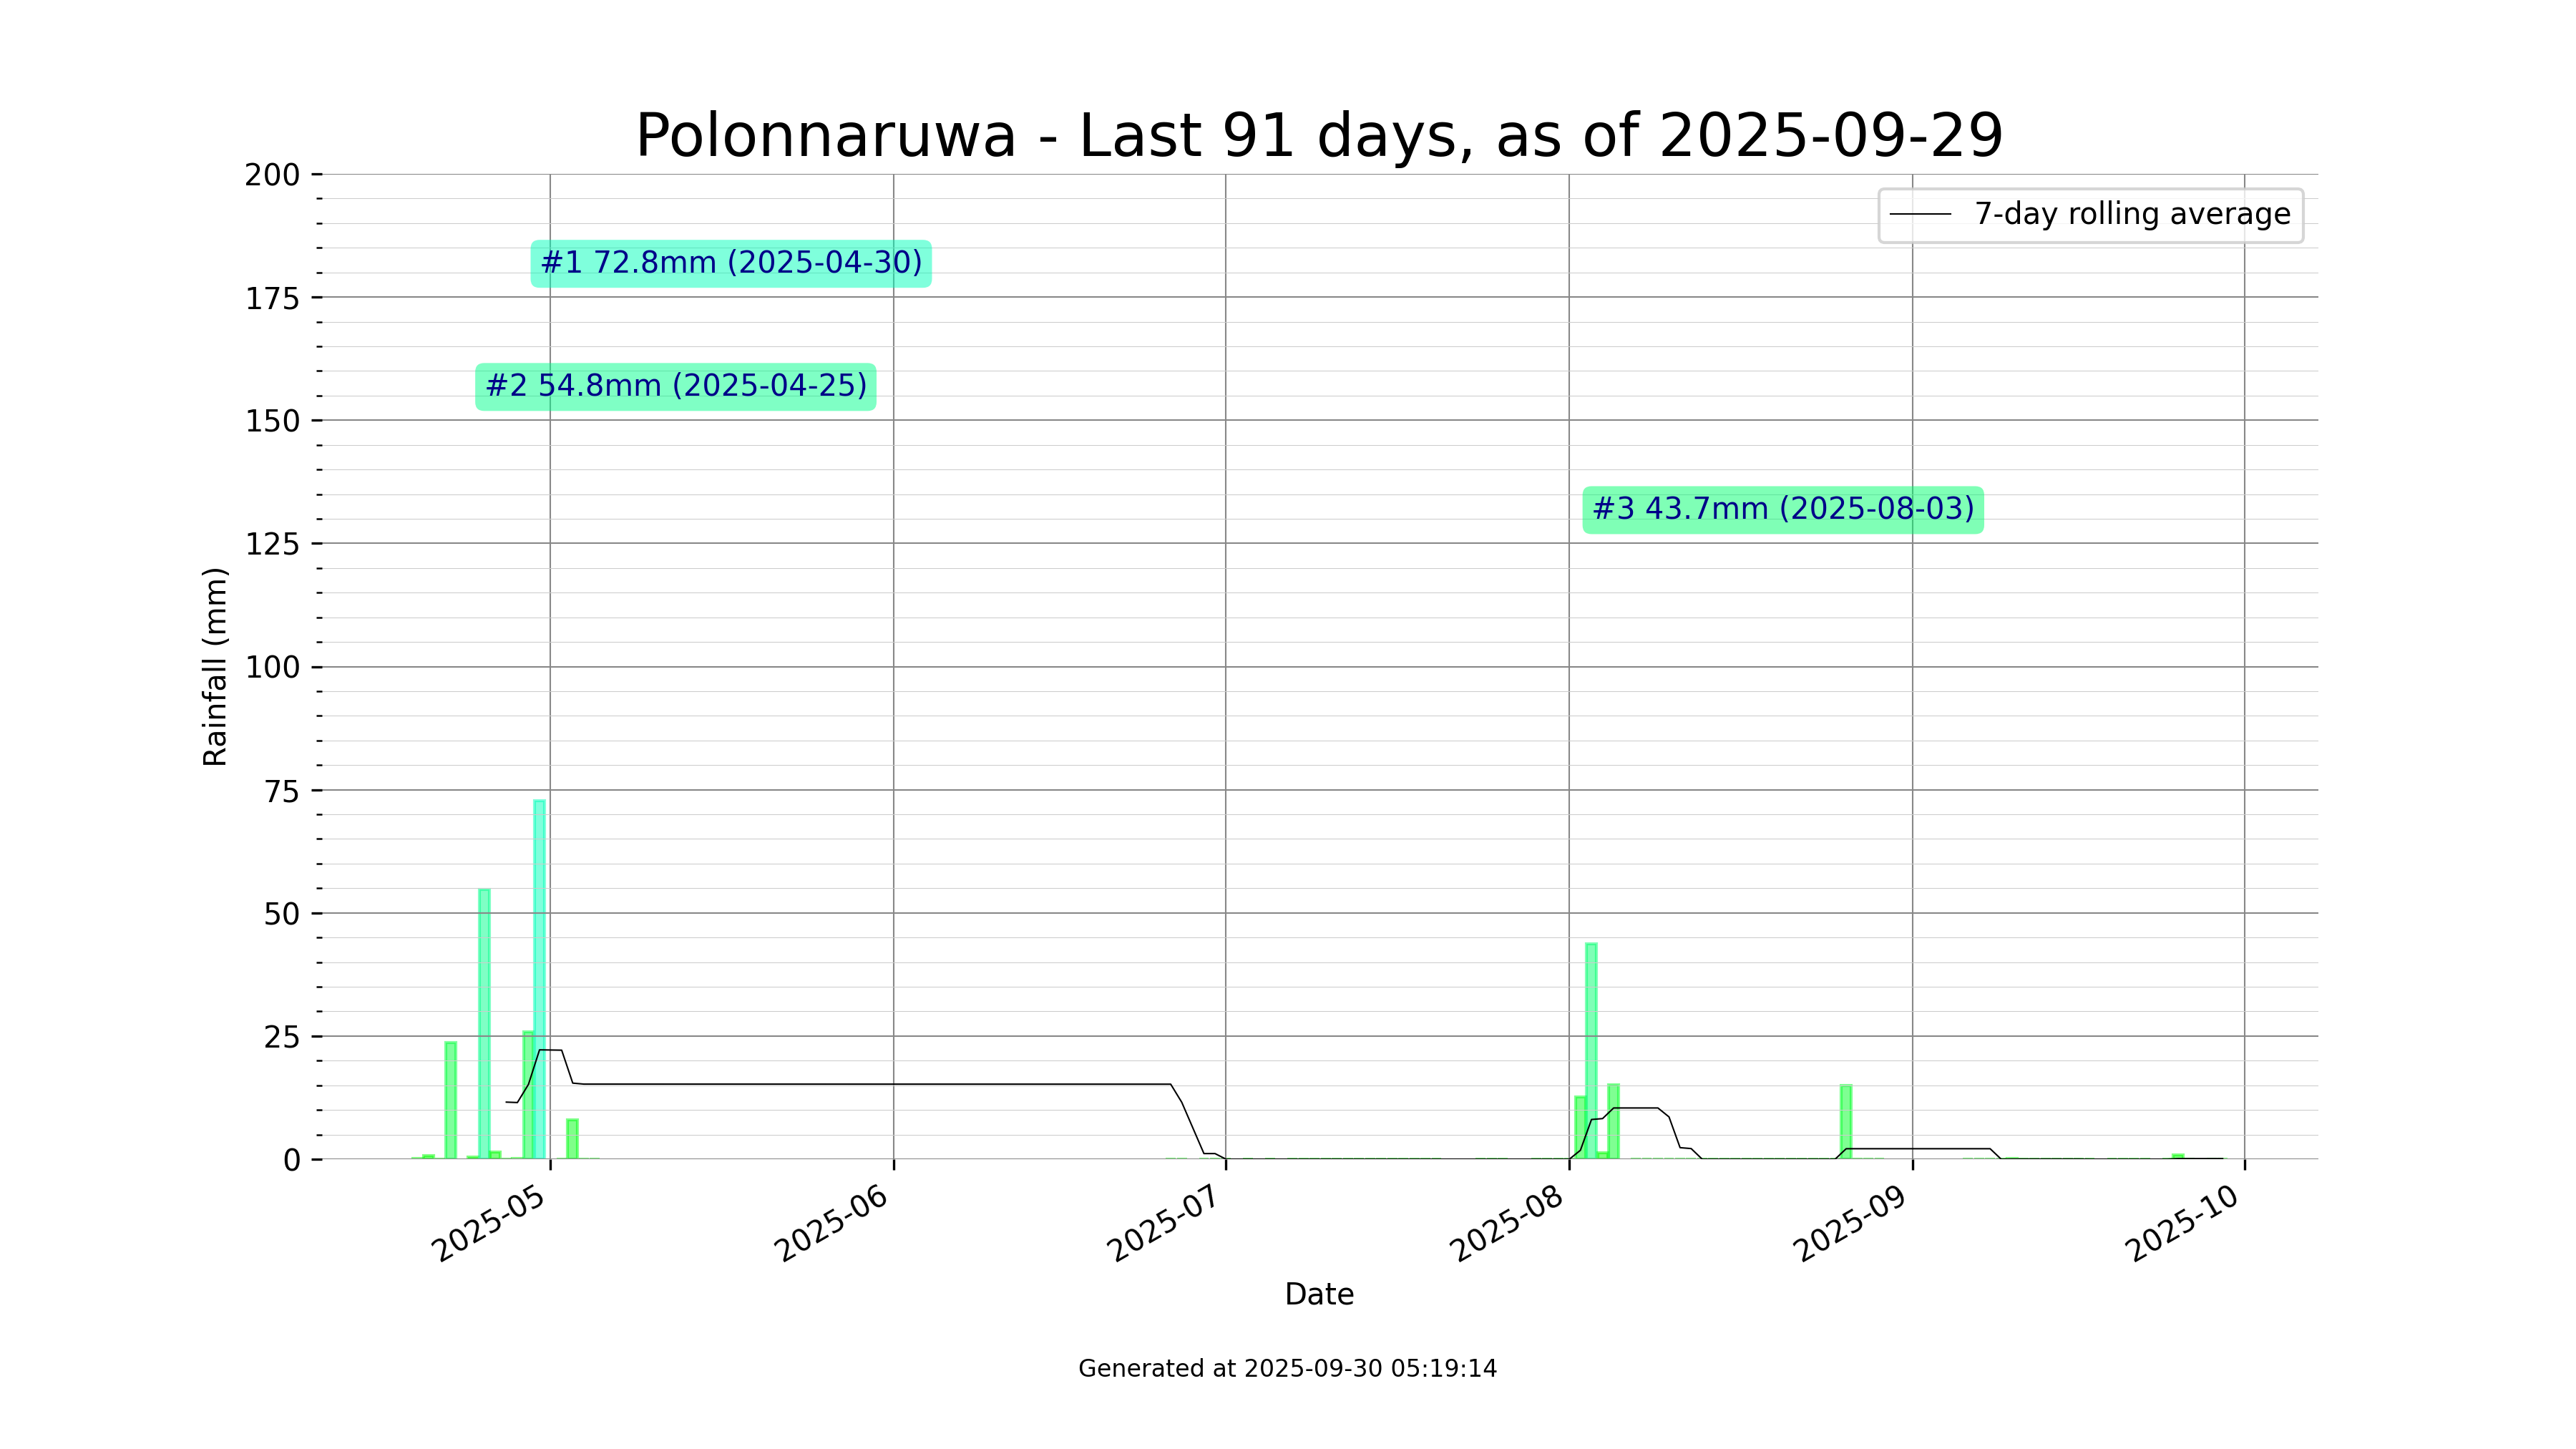 Polonnaruwa - Last 91 days, as of 2025-09-29
200
175
150
125
100
75
50
25
0
Rainfall (mm)
7-day rolling average
#1 72.8mm (2025-04-30)
#2 54.8mm (2025-04-25)
#3 43.7mm (2025-08-03)
2025-05
2025-06
2025-07
2025-08
2025-09
2025-10
Date
Generated at 2025-09-30 05:19:14